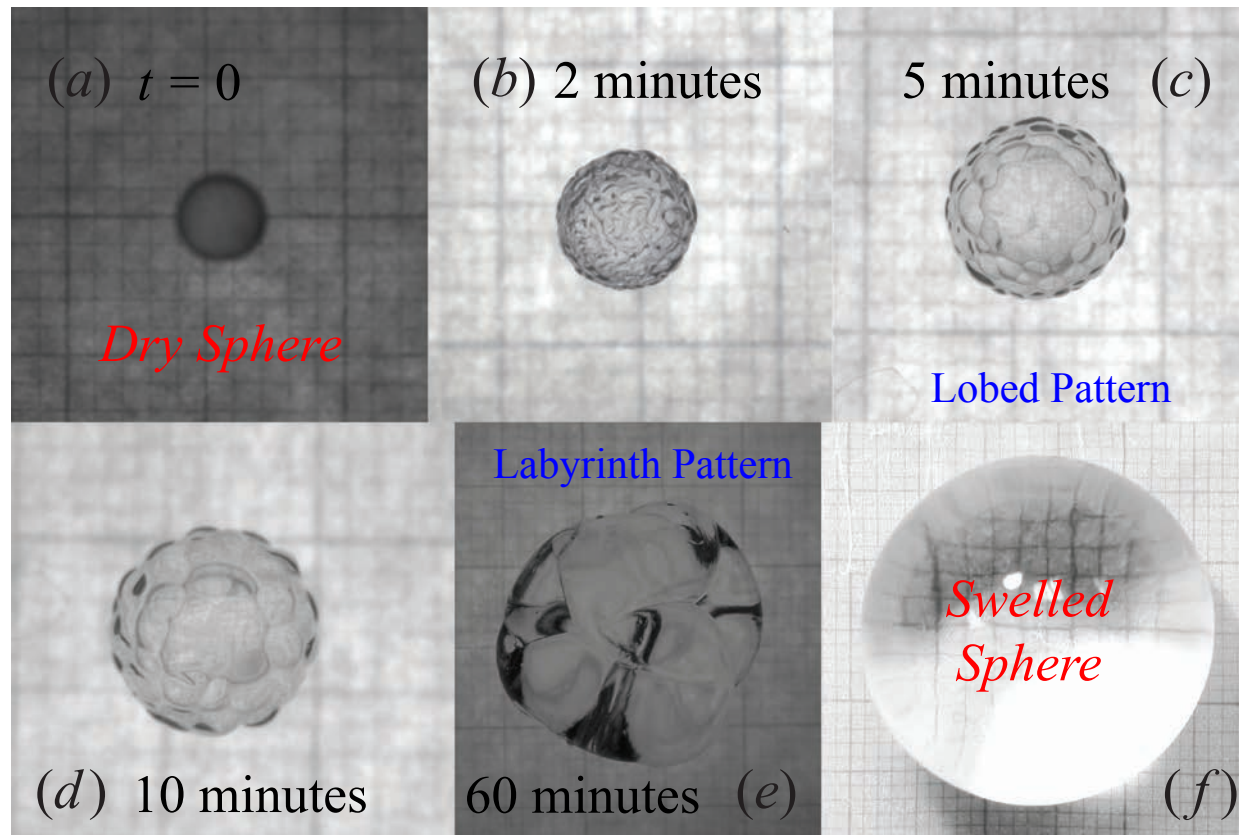 (a) t = 0
Dry Sphere
(b) 2 minutes
5 minutes (c)
Lobed Pattern
(d) 10 minutes
Labyrinth Pattern
60 minutes (e)
Swelled
Sphere
(f)